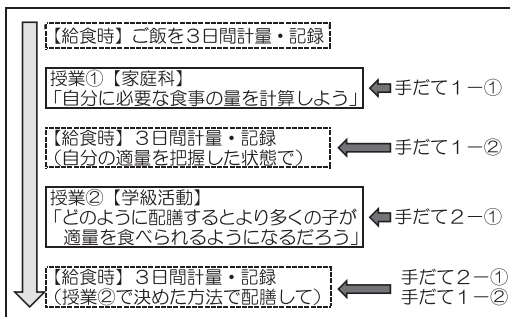 【給食時】ご飯を3日間計量・記録
授業①【家庭科】
「自分に必要な食事の量を計算しよう」
手だて1－①
【給食時】3日間計量・記録
（自分の適量を把握した状態で）
手だて1－②
授業②【学級活動】
「どのように配膳するとより多くの子が
適量を食べられるようになるだろう」
手だて2－①
【給食時】3日間計量・記録
（授業②で決めた方法で配膳して）
手だて2－①
手だて1－②